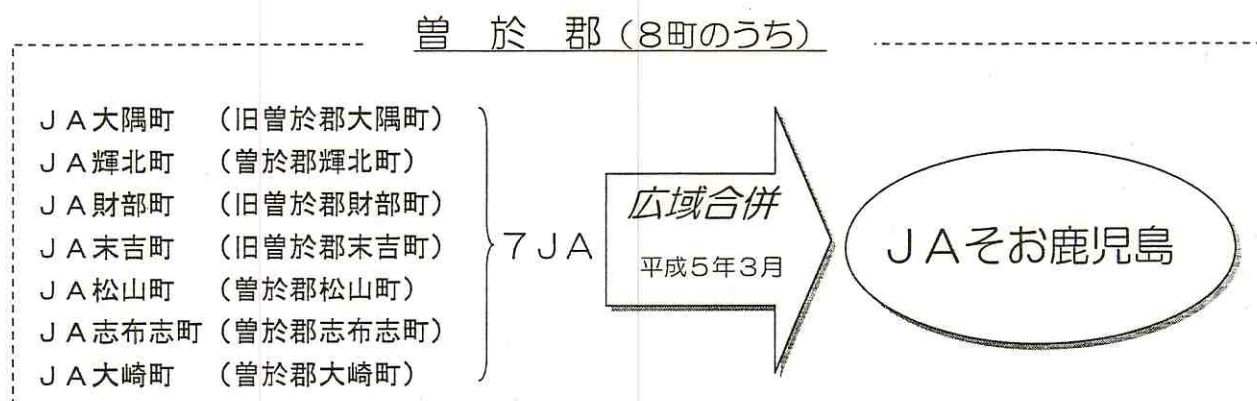 曽於郡（8町のうち）
ＪＡ大隅町　（旧曽於郡大隅町）
ＪＡ輝北町　（曽於郡輝北町）
ＪＡ財部町　（旧曽於郡財部町）
ＪＡ末吉町　（旧曽於郡末吉町）
ＪＡ松山町　（曽於郡松山町）
ＪＡ志布志町（曽於郡志布志町）
ＪＡ大崎町　（曽於郡大崎町）
７ＪＡ
広域合併
平成５年３月
ＪＡそお鹿児島